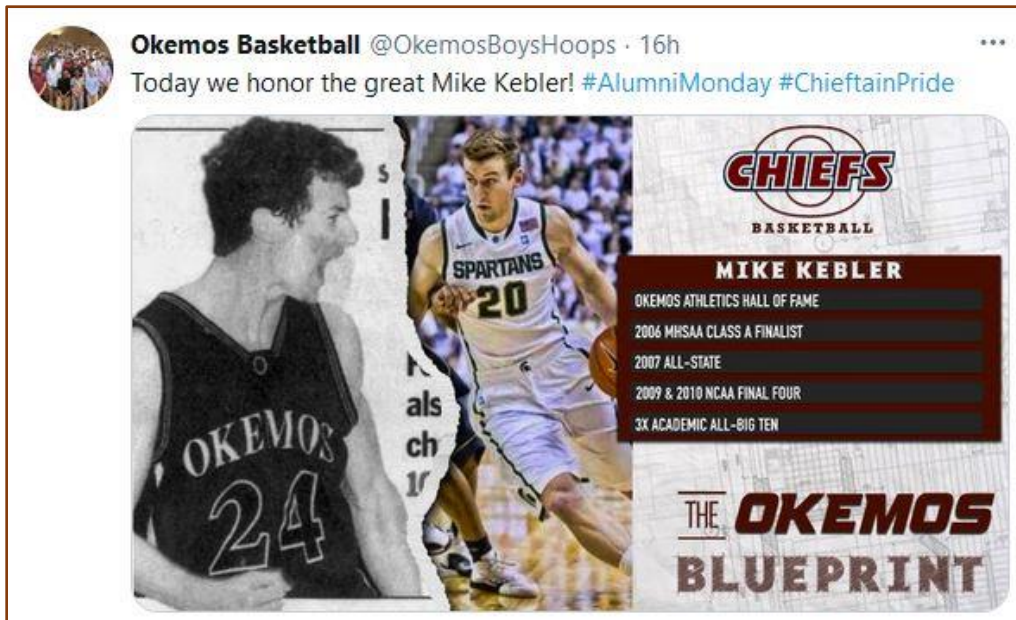 Okemos Basketball @OkemosBoysHoops · 16h
Today we honor the great Mike Kebler! #AlumniMonday #ChieftainPride
s
als
ch
OKEMOS
24
SPARTANS
20
CHIEFS
BASKETBALL
MIKE KEBLER
OKEMOS ATHLETICS HALL OF FAME
2006 MHSAA CLASS A FINALIST
2007 ALL-STATE
2009 & 2010 NCAA FINAL FOUR
3X ACADEMIC ALL-BIG TEN
THE OKEMOS
BLUEPRINT